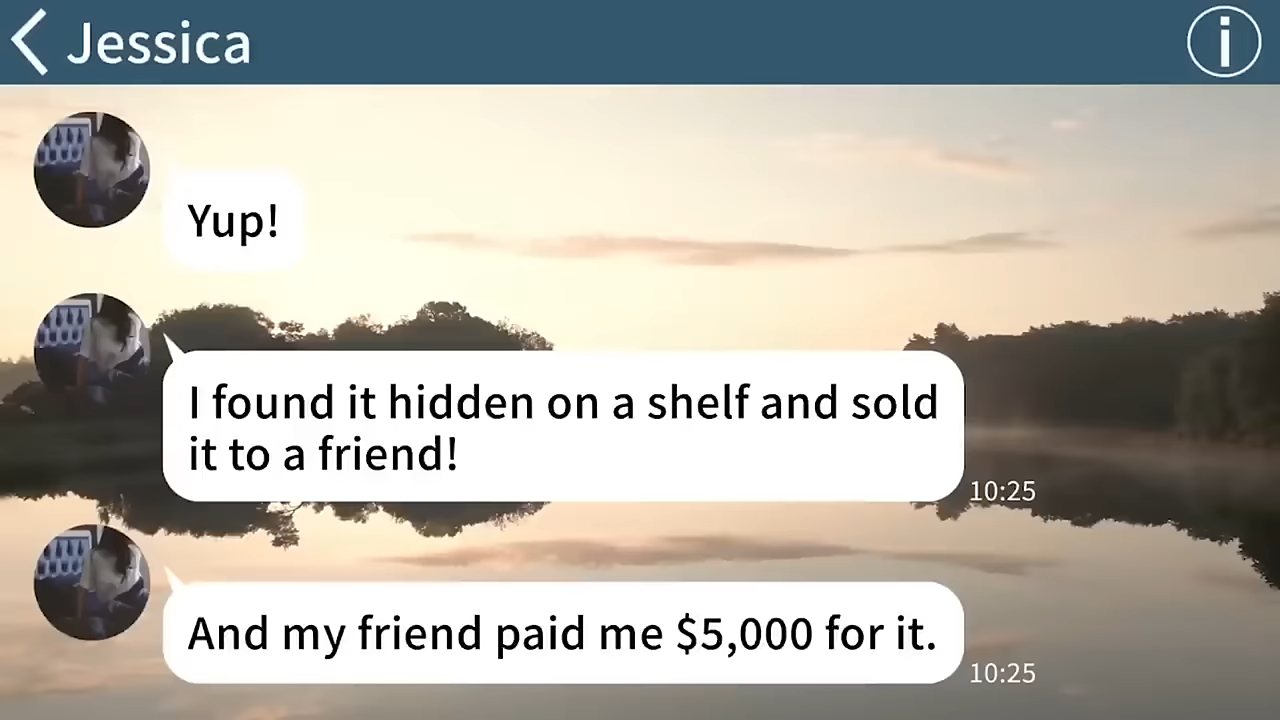 Jessica
Yup!
I found it hidden on a shelf and sold
it to a friend!
10:25
And my friend paid me $5,000 for it.
10:25